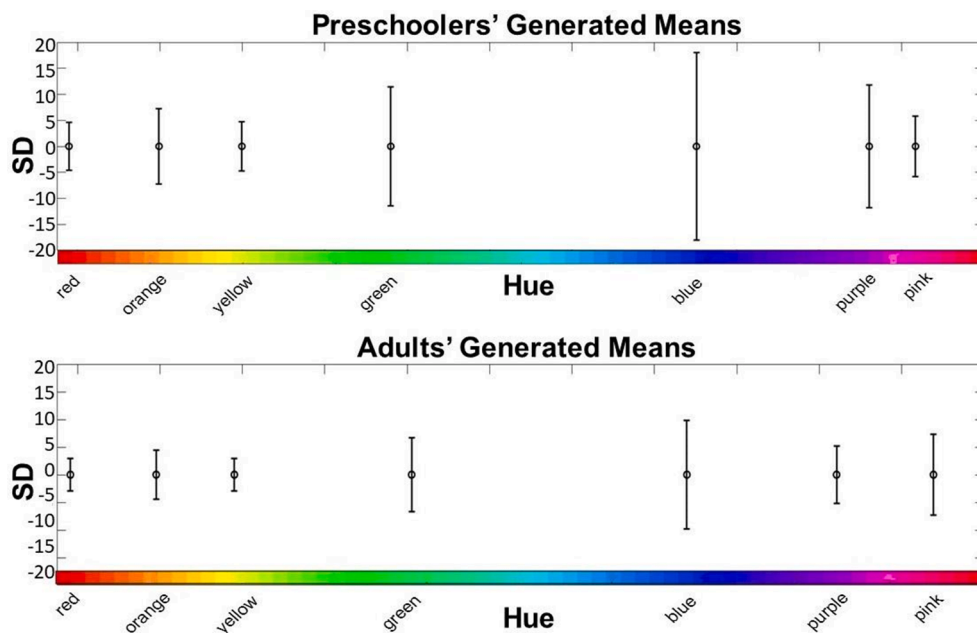 Preschoolers' Generated Means
20
15
10
5
0
-5
-10
-15
-20
SD
red orange yellow green blue purple pink
Hue
Adults' Generated Means
20
15
10
5
0
-5
-10
-15
-20
SD
red orange yellow green blue purple pink
Hue